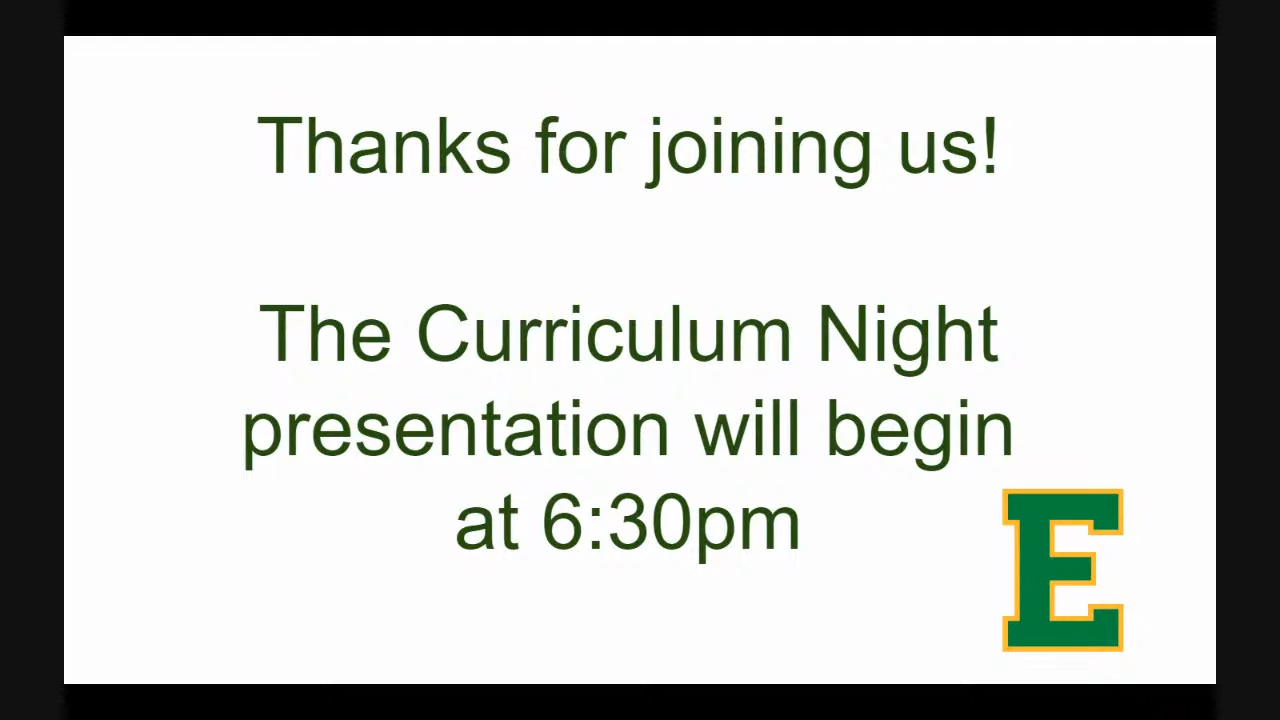 Thanks for joining us!
The Curriculum Night
presentation will begin
at 6:30pm
E